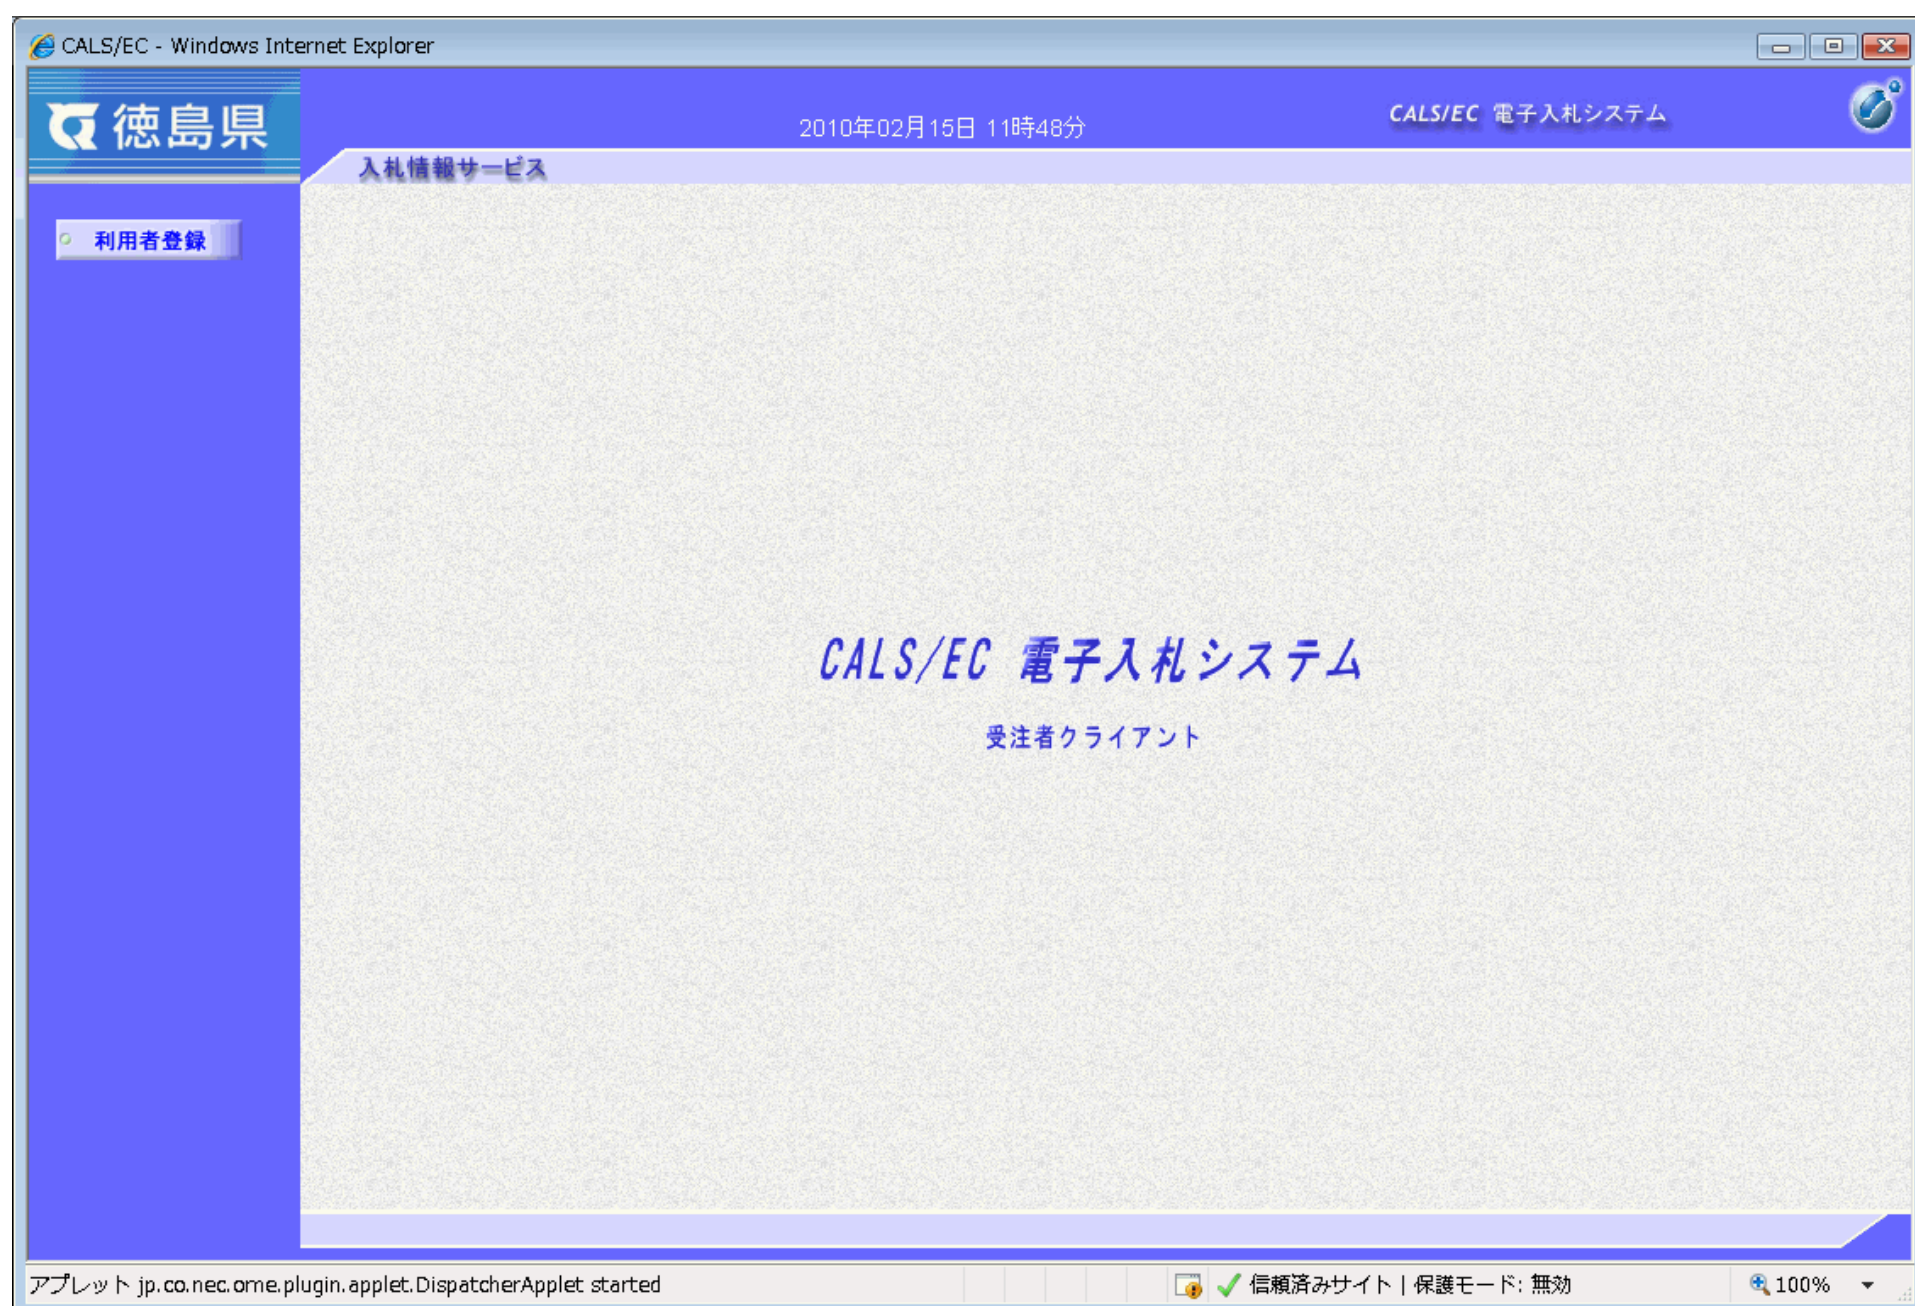 CALS/EC - Windows Internet Explorer
徳島県
2010年02月15日 11時48分
CALS/EC 電子入札システム
入札情報サービス
利用者登録
CALS/EC 電子入札システム
受注者クライアント
アプレット jp.co.nec.ome.plugin.applet.DispatcherApplet started
信頼済みサイト | 保護モード: 無効
100%